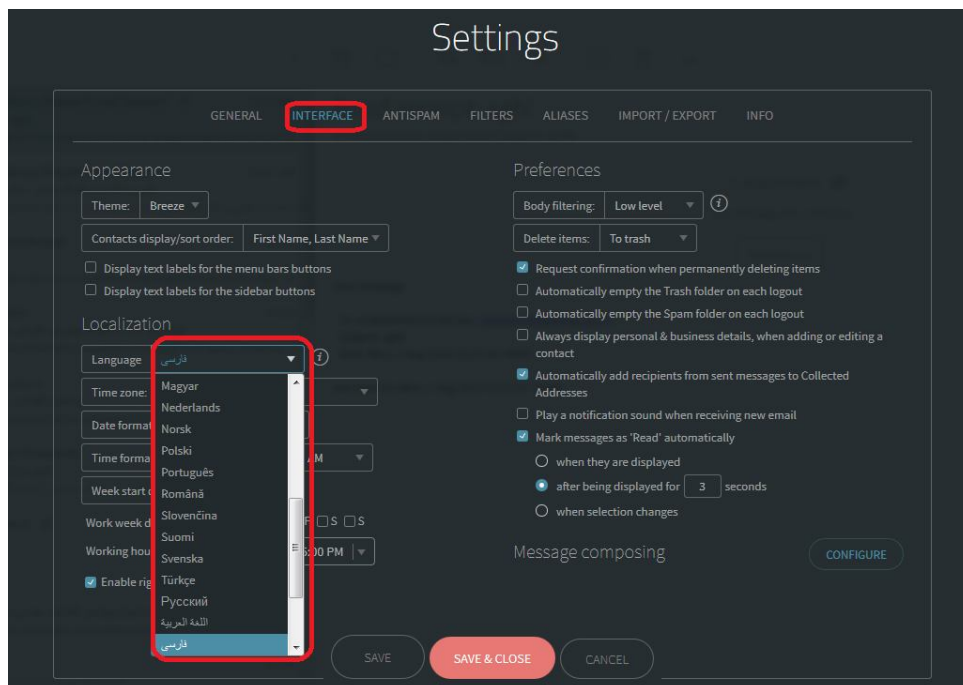 Settings
GENERAL INTERFACE ANTISPAM FILTERS ALIASES IMPORT / EXPORT INFO
Appearance
Theme: Breeze
Contacts display/sort order: First Name, Last Name
Display text labels for the menu bars buttons
Display text labels for the sidebar buttons
Localization
Language فارسی
Time zone:
Date format
Time forma
Week start
AM
Work week d
F S S
Working hou
5:00 PM
Enable rig
Magyar
Nederlands
Norsk
Polski
Português
Română
Slovenčina
Suomi
Svenska
Türkçe
Русский
اللغة العربية
فارسی
Preferences
Body filtering: Low level
Delete items: To trash
Request confirmation when permanently deleting items
Automatically empty the Trash folder on each logout
Automatically empty the Spam folder on each logout
Always display personal & business details, when adding or editing a
contact
Automatically add recipients from sent messages to Collected
Addresses
Play a notification sound when receiving new email
Mark messages as 'Read' automatically
when they are displayed
after being displayed for 3 seconds
when selection changes
Message composing CONFIGURE
SAVE SAVE & CLOSE CANCEL